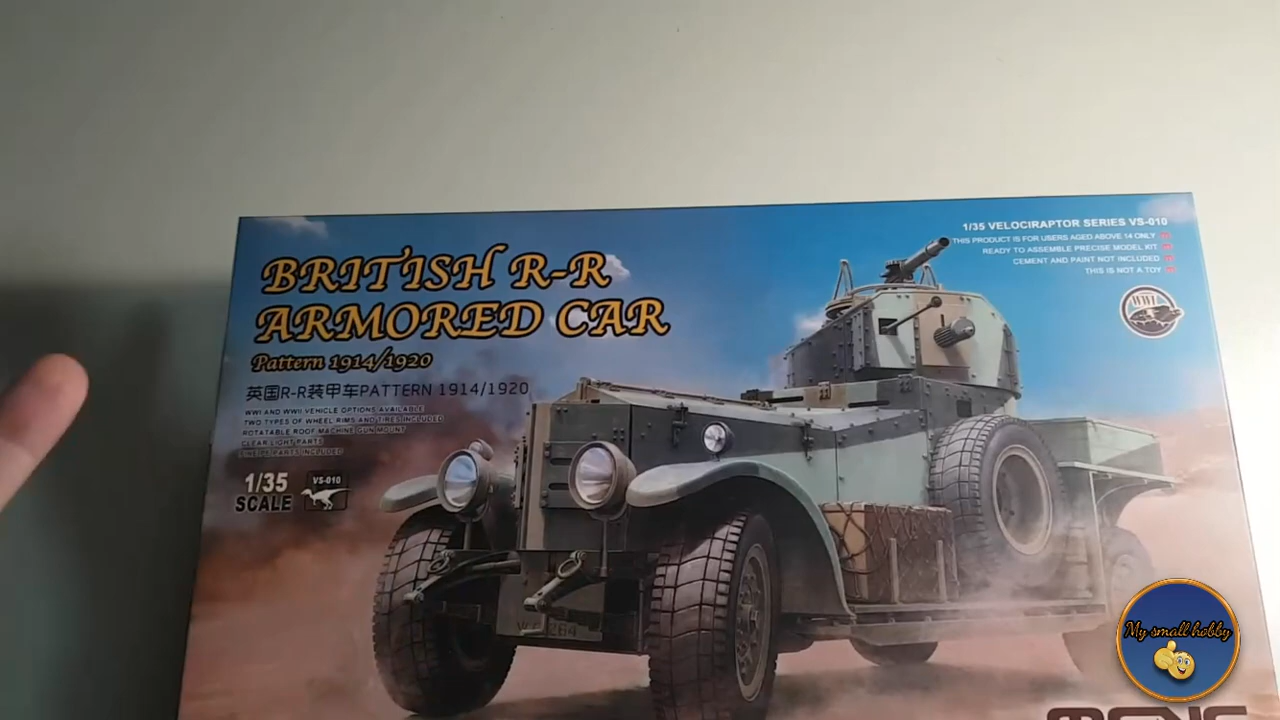 BRITISH R-R
ARMORED CAR
Pattern 1914/1920
英国R-R装甲车PATTERN 1914/1920
WWI AND WWII VEHICLE OPTIONS AVAILABLE
TWO TYPES OF WHEEL RIMS AND TIRES INCLUDED
ROTATABLE ROOF MACHINE GUN MOUNT
CLEAR LIGHT PARTS
1/35
SCALE
VS-010
1/35 VELOCIRAPTOR SERIES VS-010
THIS PRODUCT IS FOR USERS AGED ABOVE 14 ONLY
READY TO ASSEMBLE PRECISE MODEL KIT
CEMENT AND PAINT NOT INCLUDED
THIS IS NOT A TOY
WWI
MENG
My small hobby